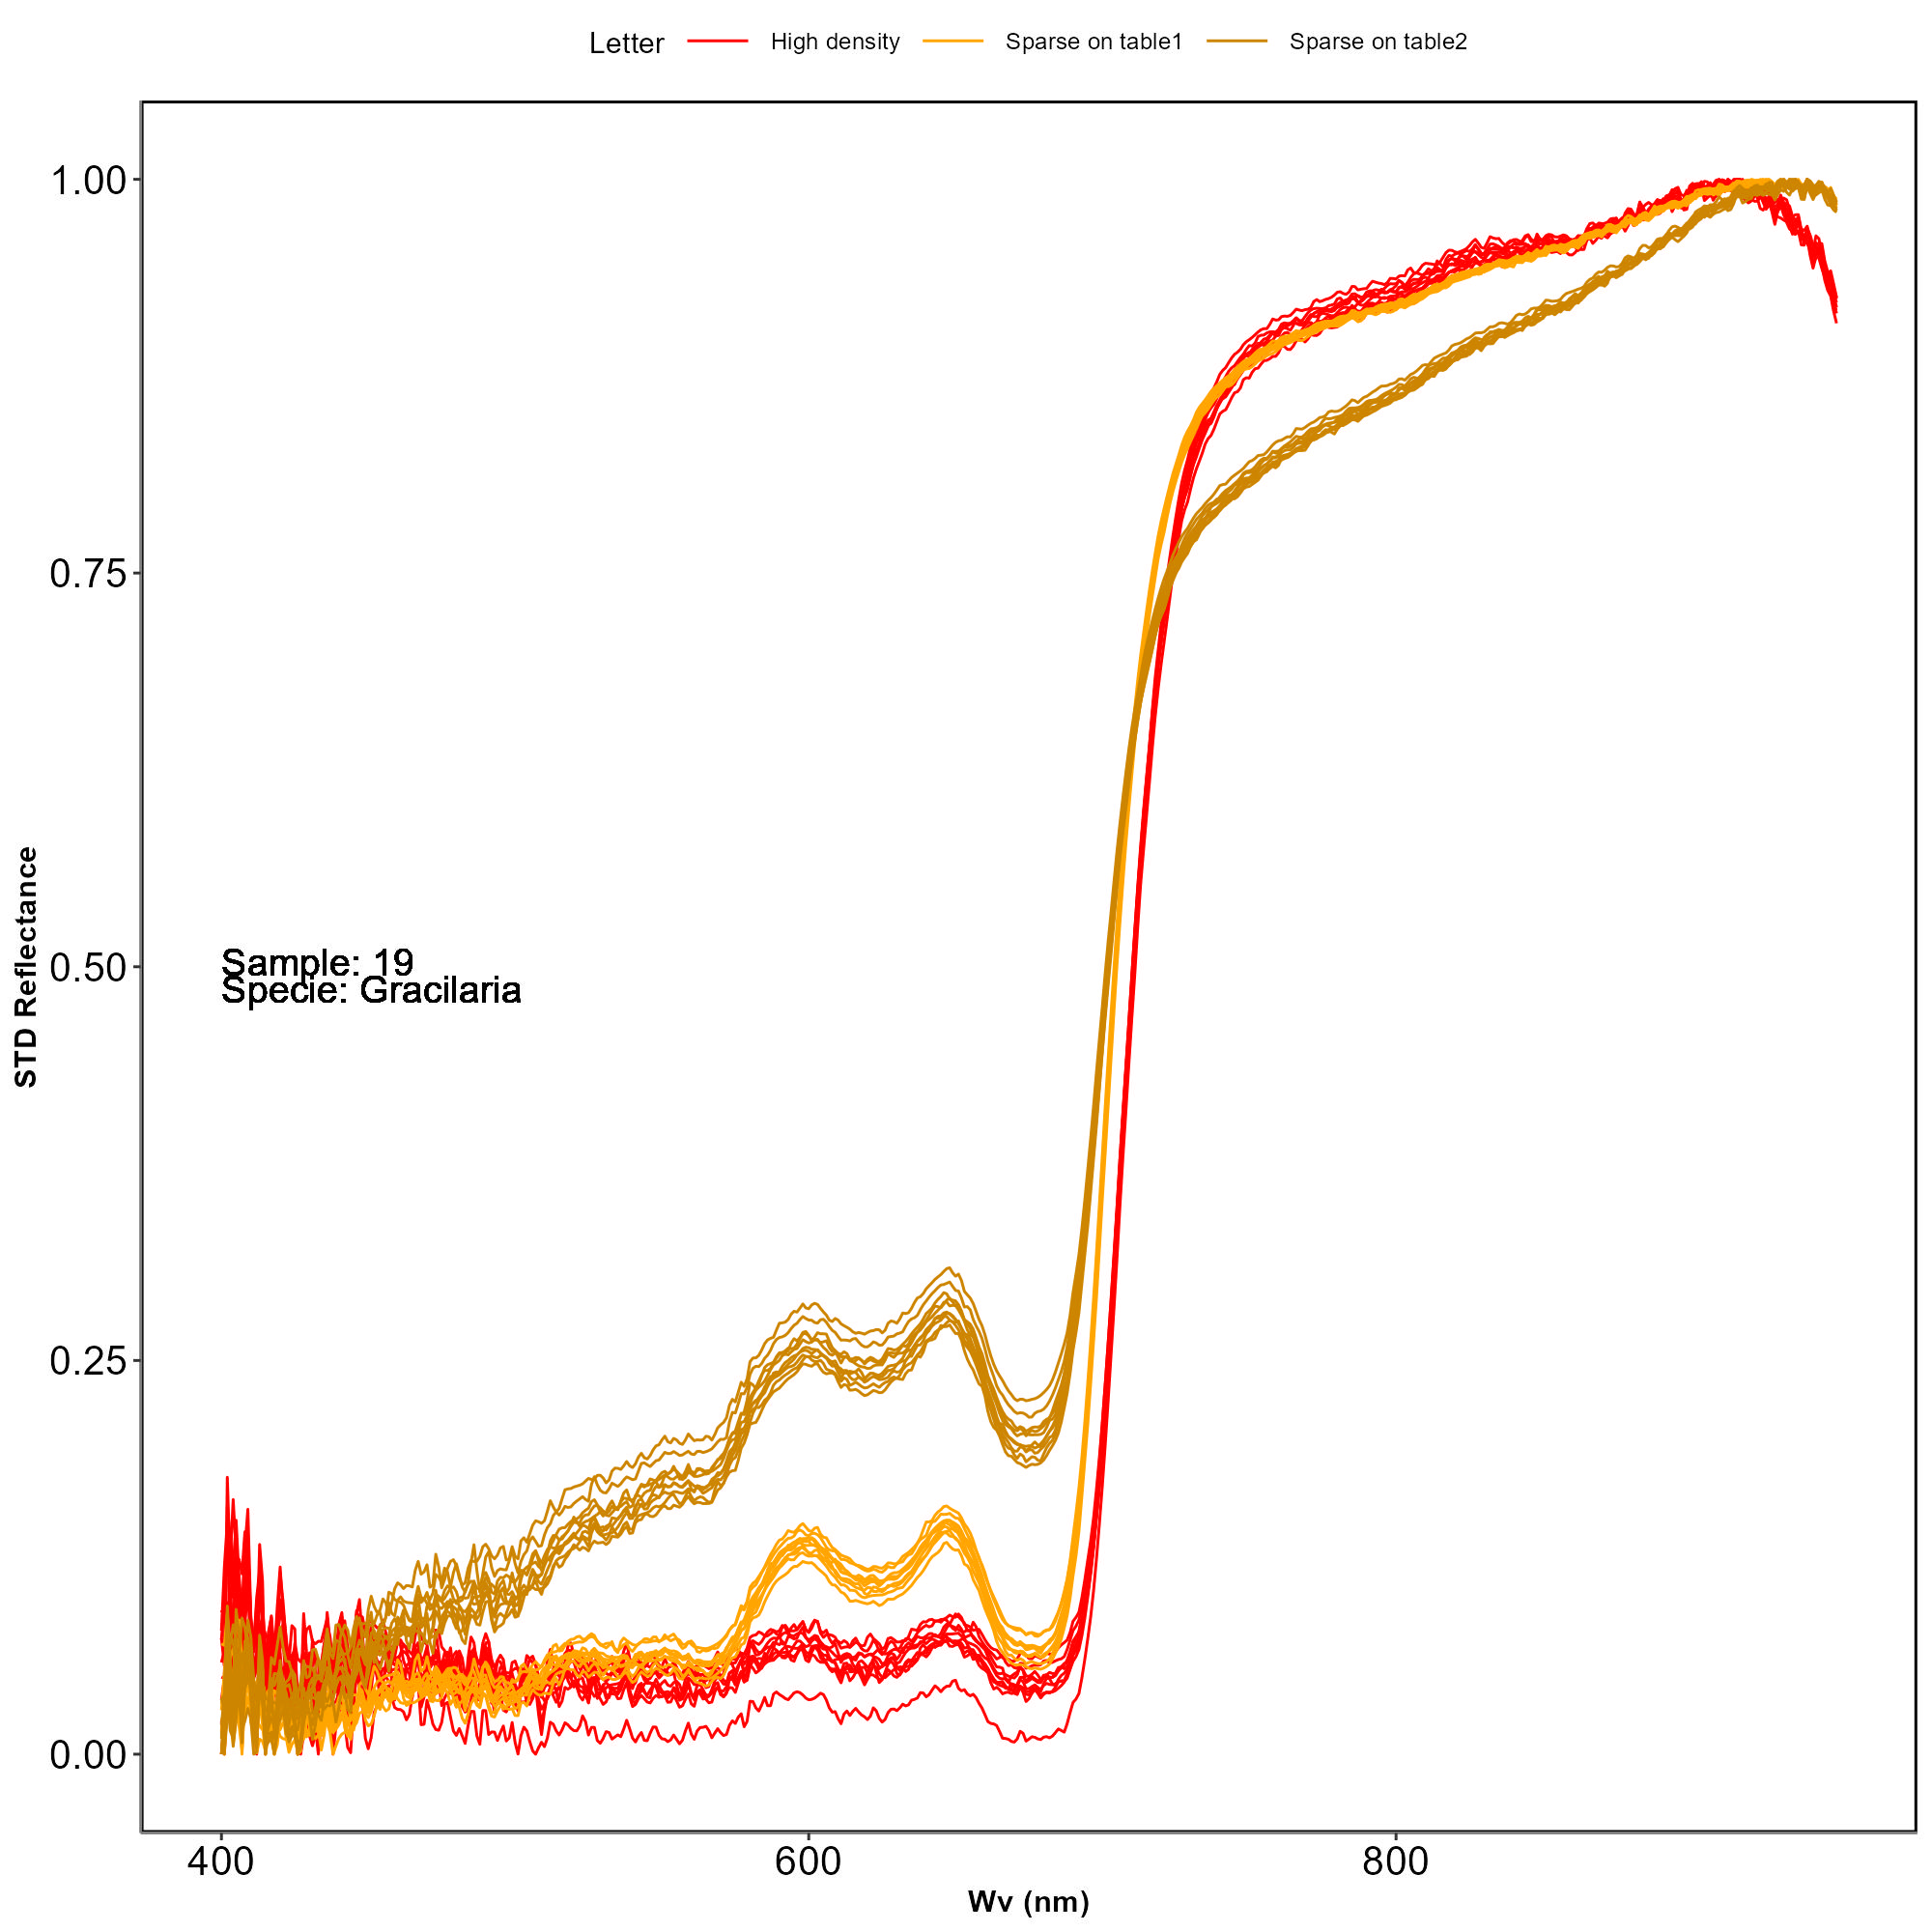 Letter High density Sparse on table1 Sparse on table2
1.00
0.75
0.50
0.25
0.00
STD Reflectance
Sample: 19
Specie: Gracilaria
400 600 800
Wv (nm)